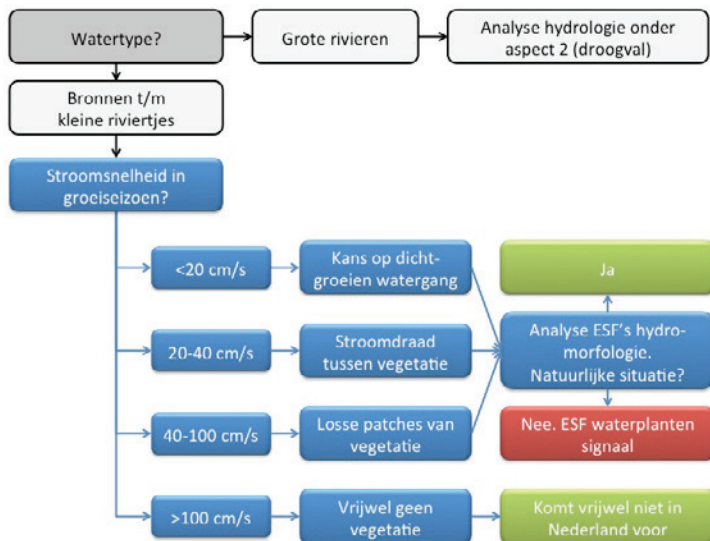 Watertype?
Grote rivieren
Analyse hydrologie onder
aspect 2 (droogval)
Bronnen t/m
kleine riviertjes
Stroomsnelheid in
groeiseizoen?
<20 cm/s
Kans op dicht-
groeien watergang
Ja
20-40 cm/s
Stroomdraad
tussen vegetatie
Analyse ESF's hydro-
morfologie.
Natuurlijke situatie?
40-100 cm/s
Losse patches van
vegetatie
Nee. ESF waterplanten
signaal
>100 cm/s
Vrijwel geen
vegetatie
Komt vrijwel niet in
Nederland voor